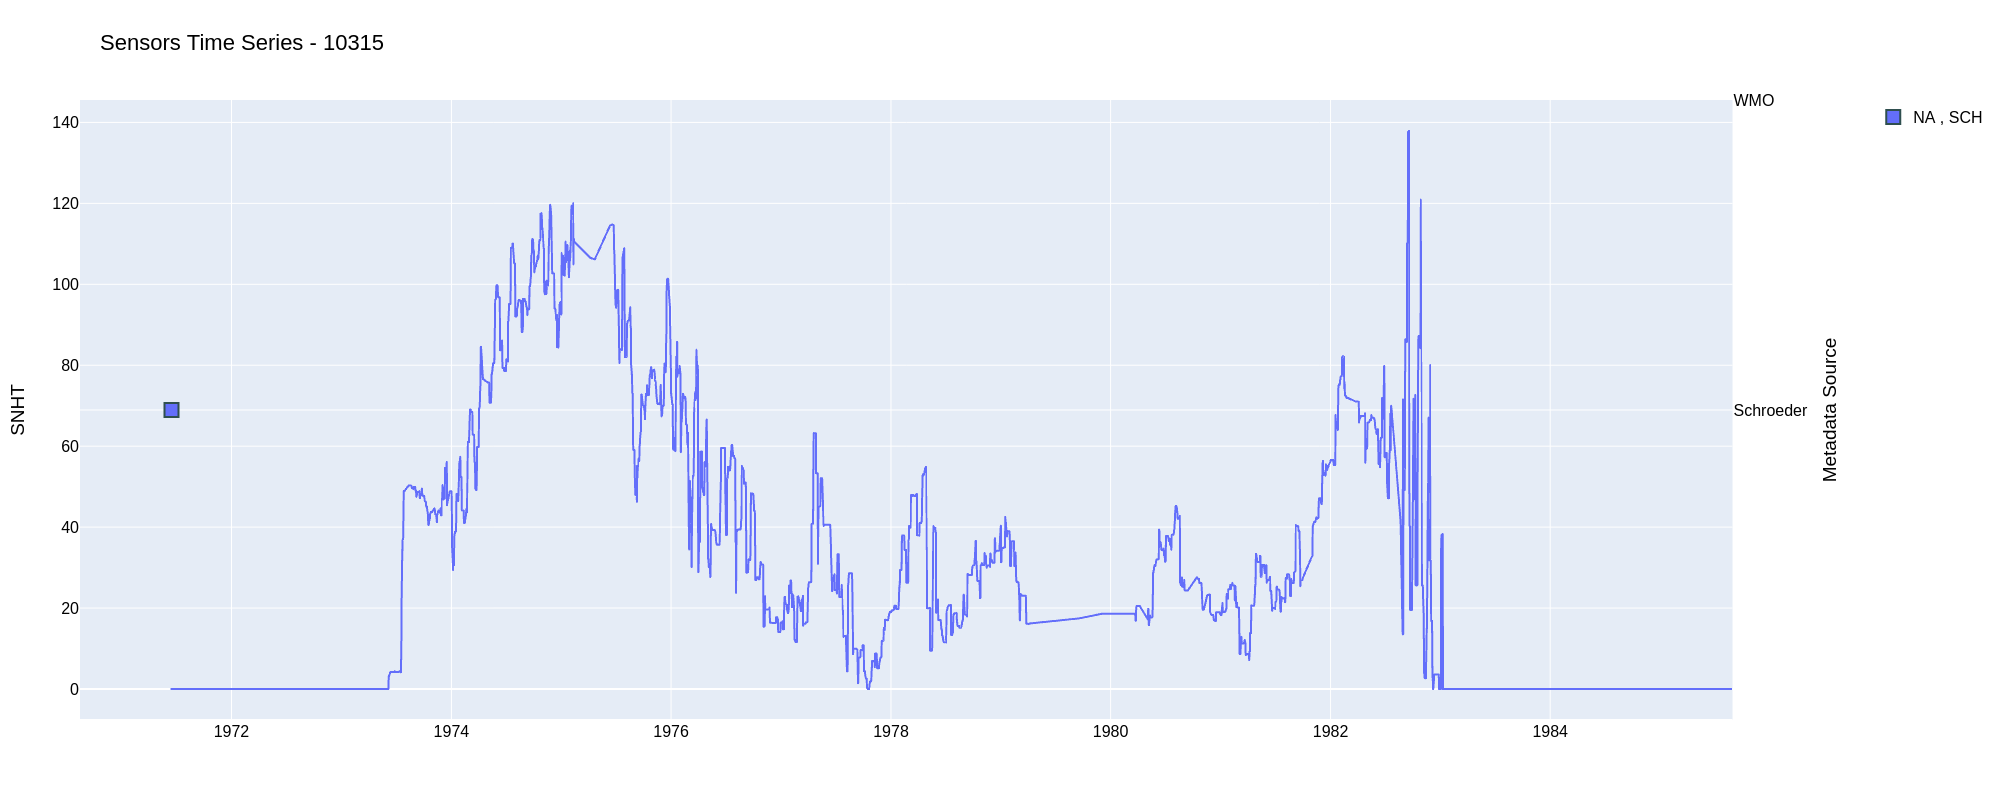 Sensors Time Series - 10315
SNHT
140
120
100
80
60
40
20
0
1972
1974
1976
1978
1980
1982
1984
WMO
Schroeder
Metadata Source
NA , SCH